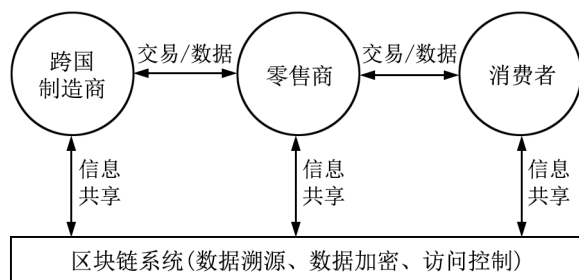 跨国
制造商
交易/数据
零售商
交易/数据
消费者
信息
共享
信息
共享
信息
共享
区块链系统(数据溯源、数据加密、访问控制)